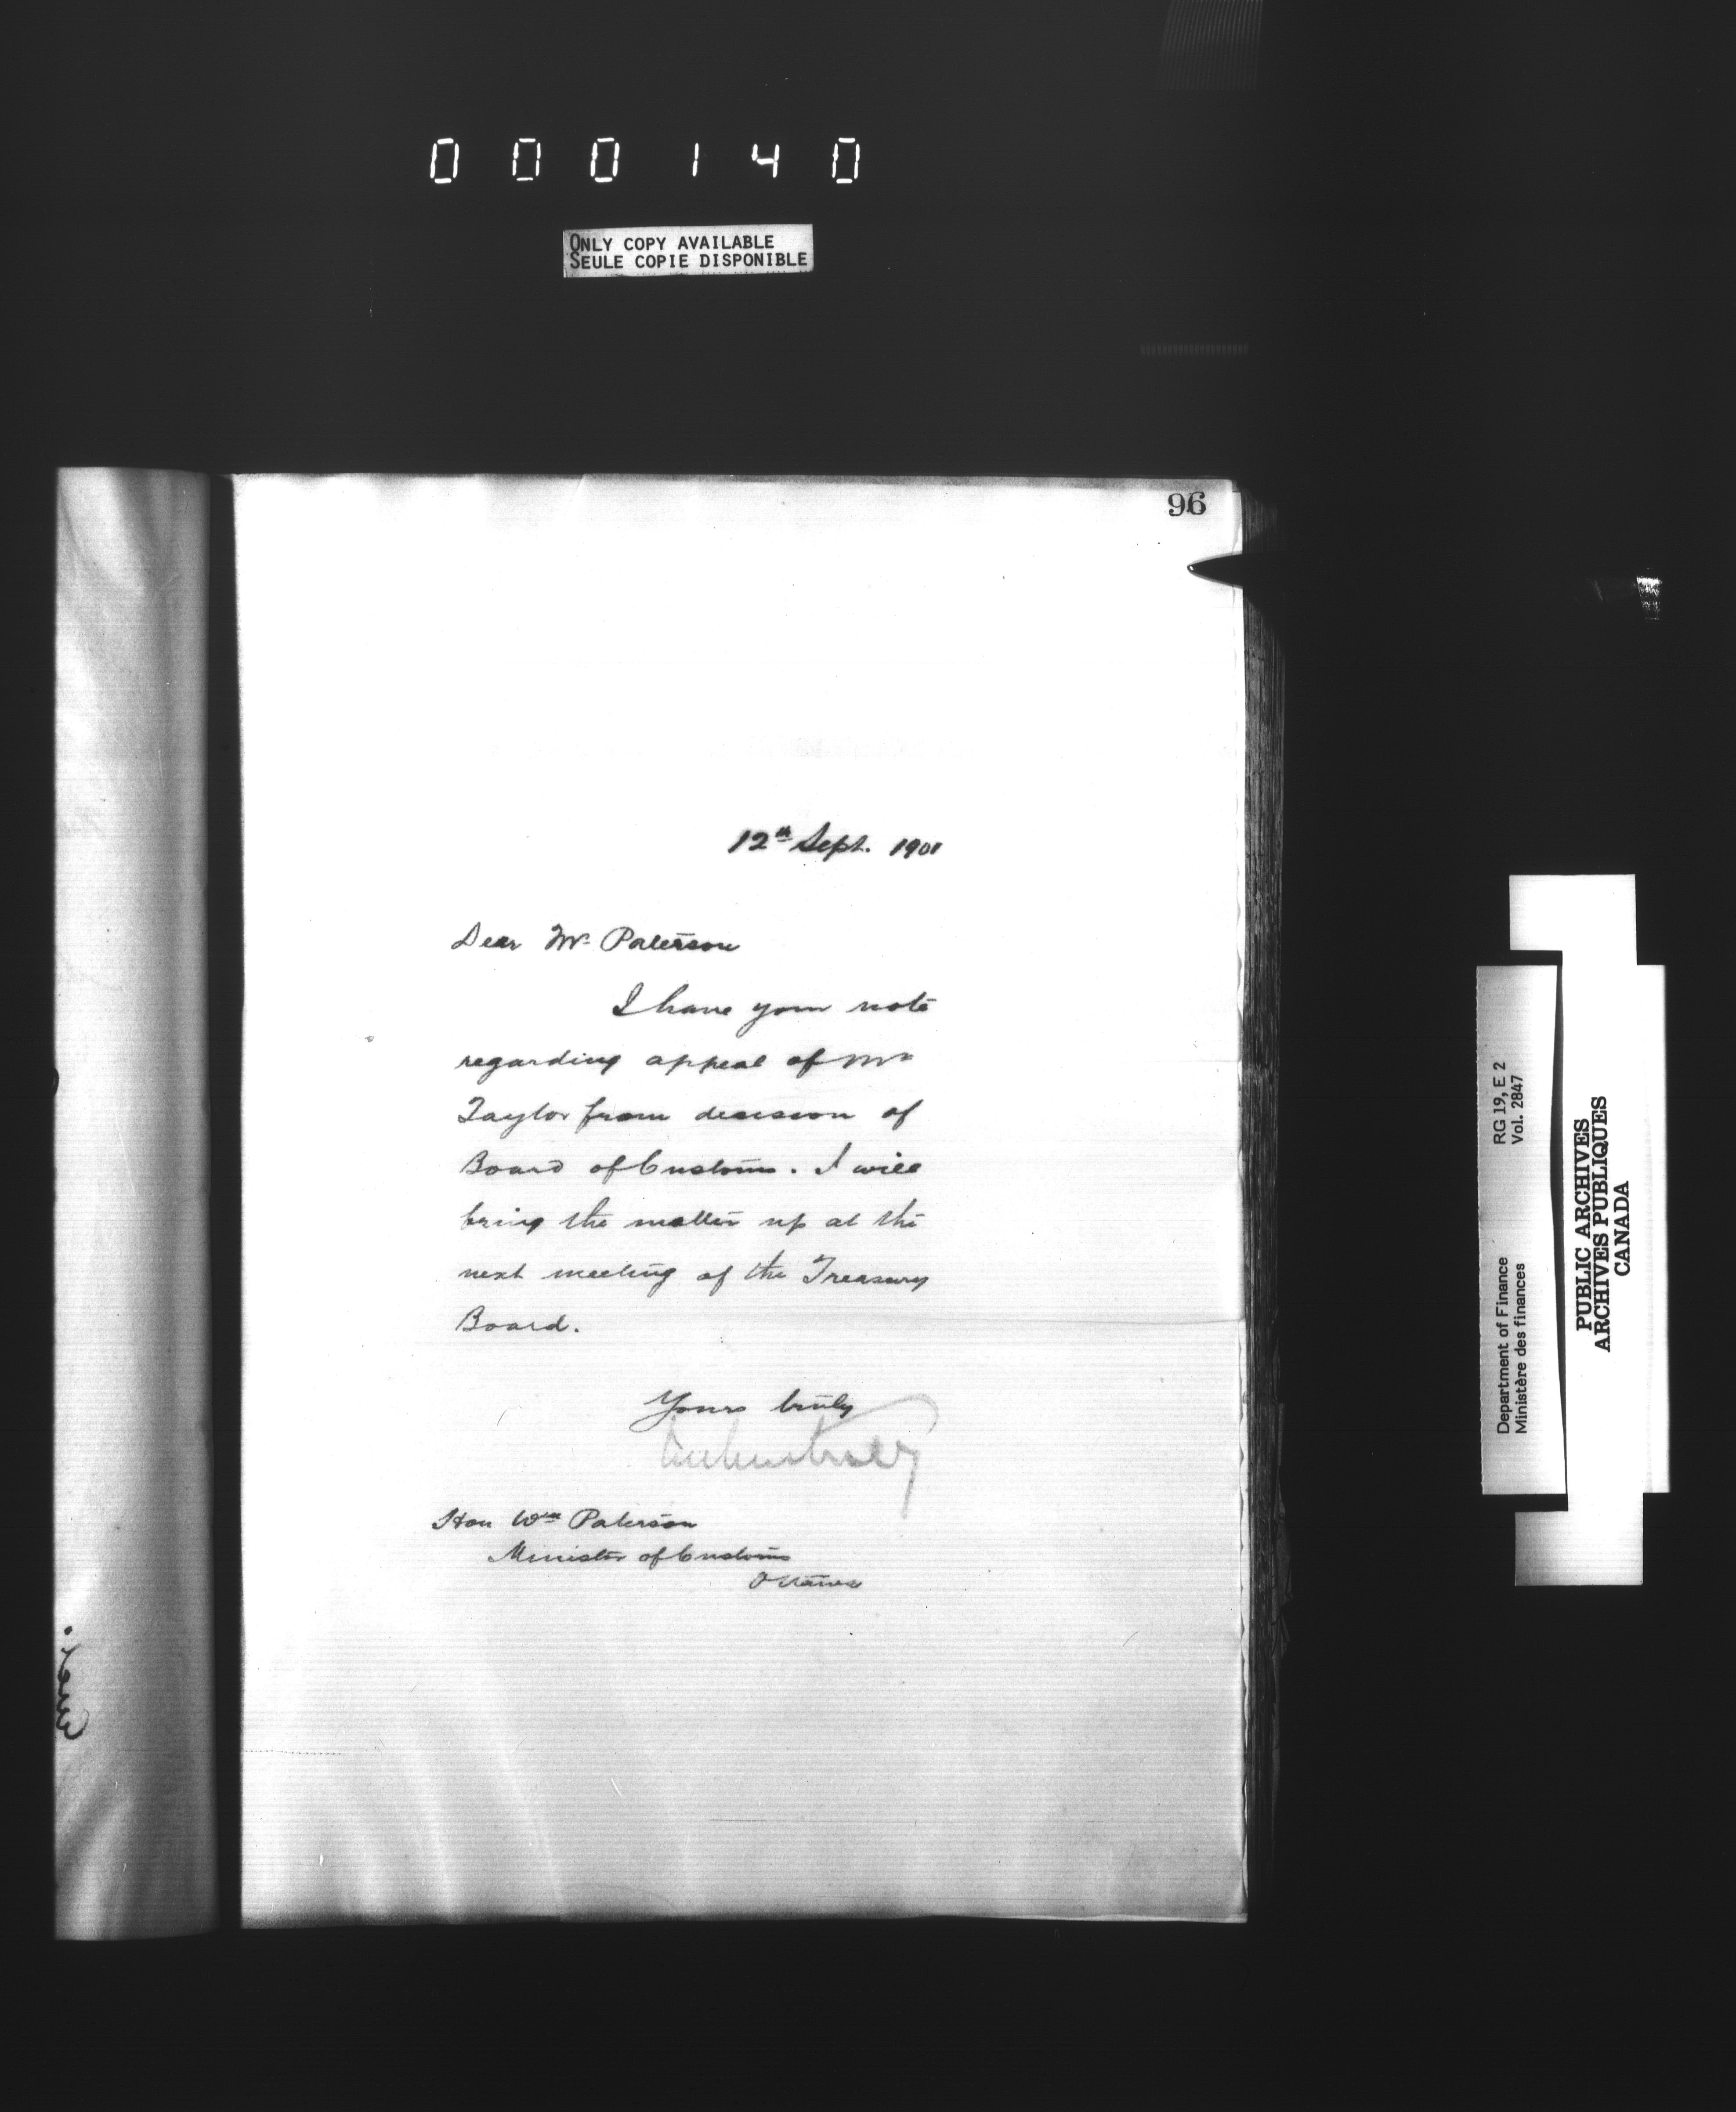 000140
ONLY COPY AVAILABLE
SEULE COPIE DISPONIBLE
96
12th Sept. 1901
Dear Mr Paterson
I have your note
regarding appeal of Mr
Taylor from decision of
Board of Customs. I will
bring the matter up at the
next meeting of the Treasury
Board.
Yours truly
Hon Wm Paterson
Minister of Customs
Ottawa
Department of Finance RG 19, E 2
Ministère des finances Vol. 2847
PUBLIC ARCHIVES
ARCHIVES PUBLIQUES
CANADA